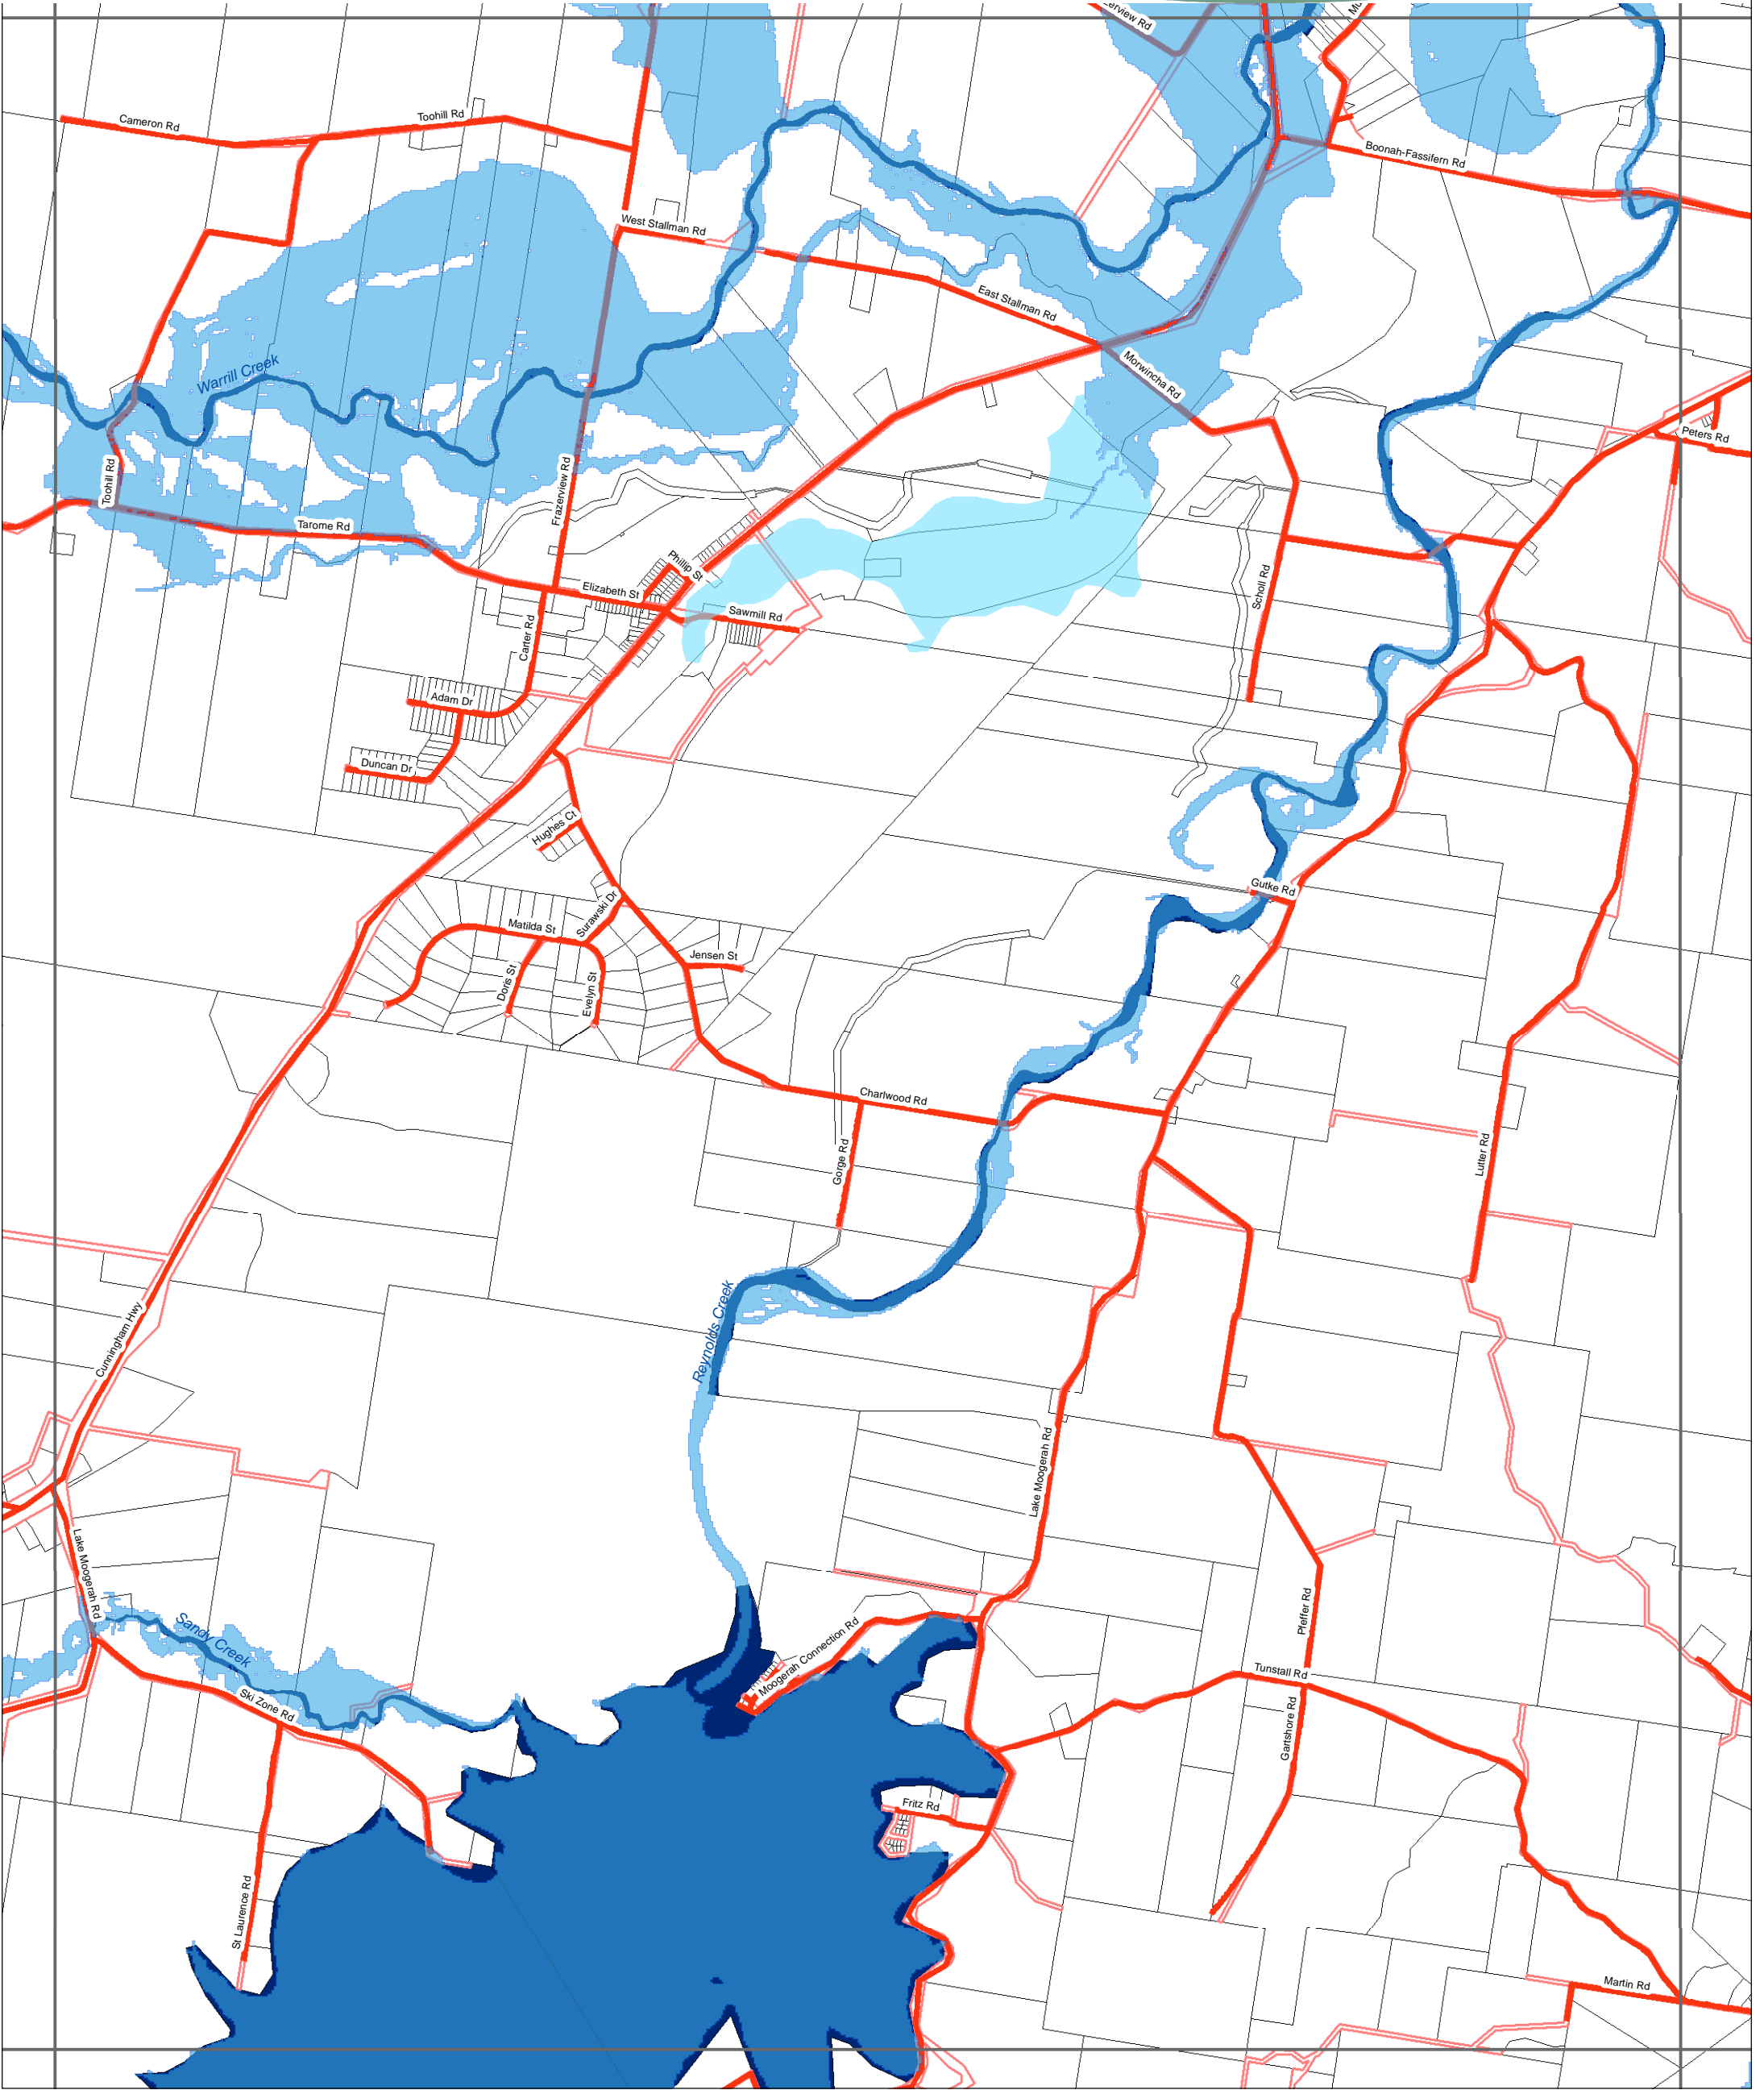 erview Rd
Cameron Rd
Toohill Rd
Boonah-Fassifern Rd
West Stallman Rd
East Stallman Rd
Morwincha Rd
Warrill Creek
Peters Rd
Toohill Rd
Frazerview Rd
Tarome Rd
Phillip St
Elizabeth St
Sawmill Rd
Scholl Rd
Carter Rd
Adam Dr
Duncan Dr
Hughes Ct
Gutke Rd
Surawski Dr
Matilda St
Jensen St
Doris St
Evelyn St
Charlwood Rd
Gorge Rd
Lutter Rd
Cunningham Hwy
Reynolds Creek
Lake Moogerah Rd
Lake Moogerah Rd
Pfeffer Rd
Sandy Creek
Moogerah Connection Rd
Tunstall Rd
Ski Zone Rd
Gartshore Rd
Fritz Rd
St Laurence Rd
Martin Rd